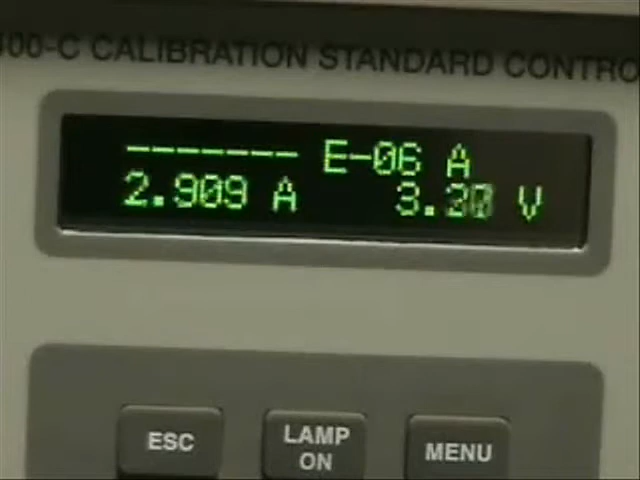 00-C CALIBRATION STANDARD CONTRO
------- E-06 A
2.909 A 3.30 V
ESC
LAMP
ON
MENU